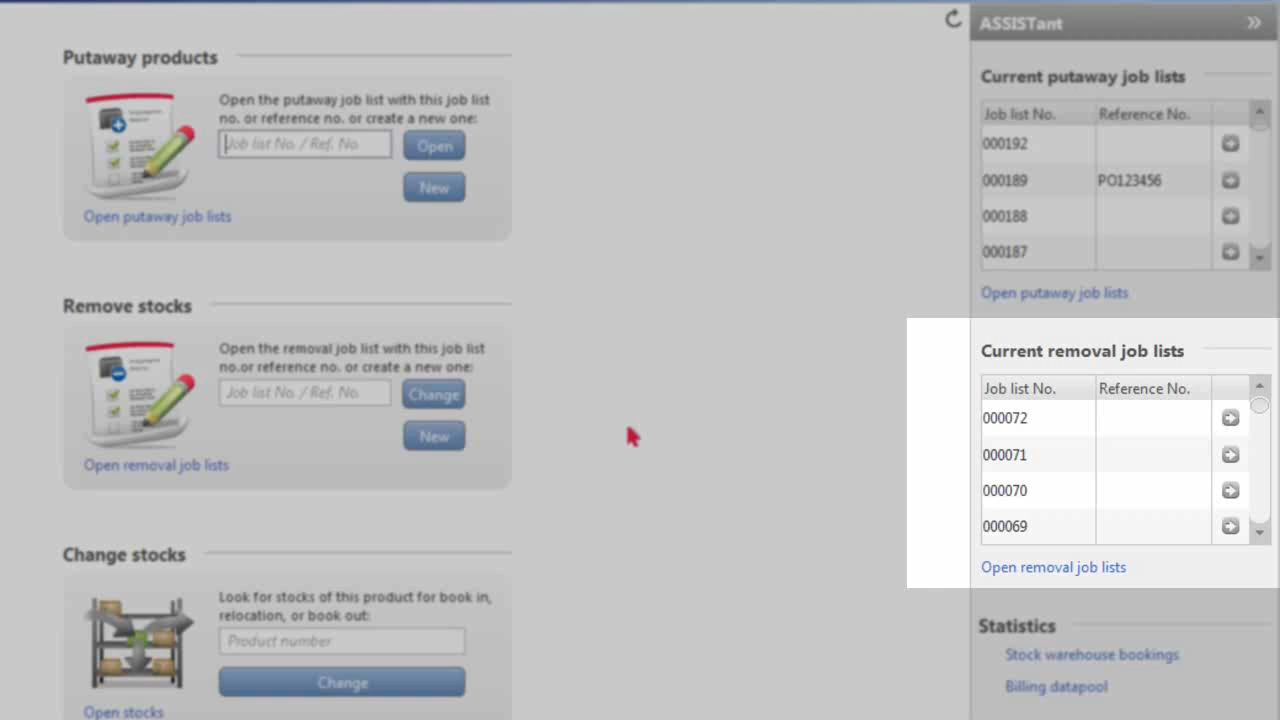 Putaway products
Open the putaway job list with this job list
no. or reference no. or create a new one:
Job list No. / Ref. No.
Open
New
Open putaway job lists
Remove stocks
Open the removal job list with this job list
no.or reference no. or create a new one:
Job list No. / Ref. No.
Change
New
Open removal job lists
Change stocks
Look for stocks of this product for book in,
relocation, or book out:
Product number
Change
Open stocks
ASSISTant
Current putaway job lists
Job list No. Reference No.
000192
000189 PO123456
000188
000187
Open putaway job lists
Current removal job lists
Job list No. Reference No.
000072
000071
000070
000069
Open removal job lists
Statistics
Stock warehouse bookings
Billing datapool